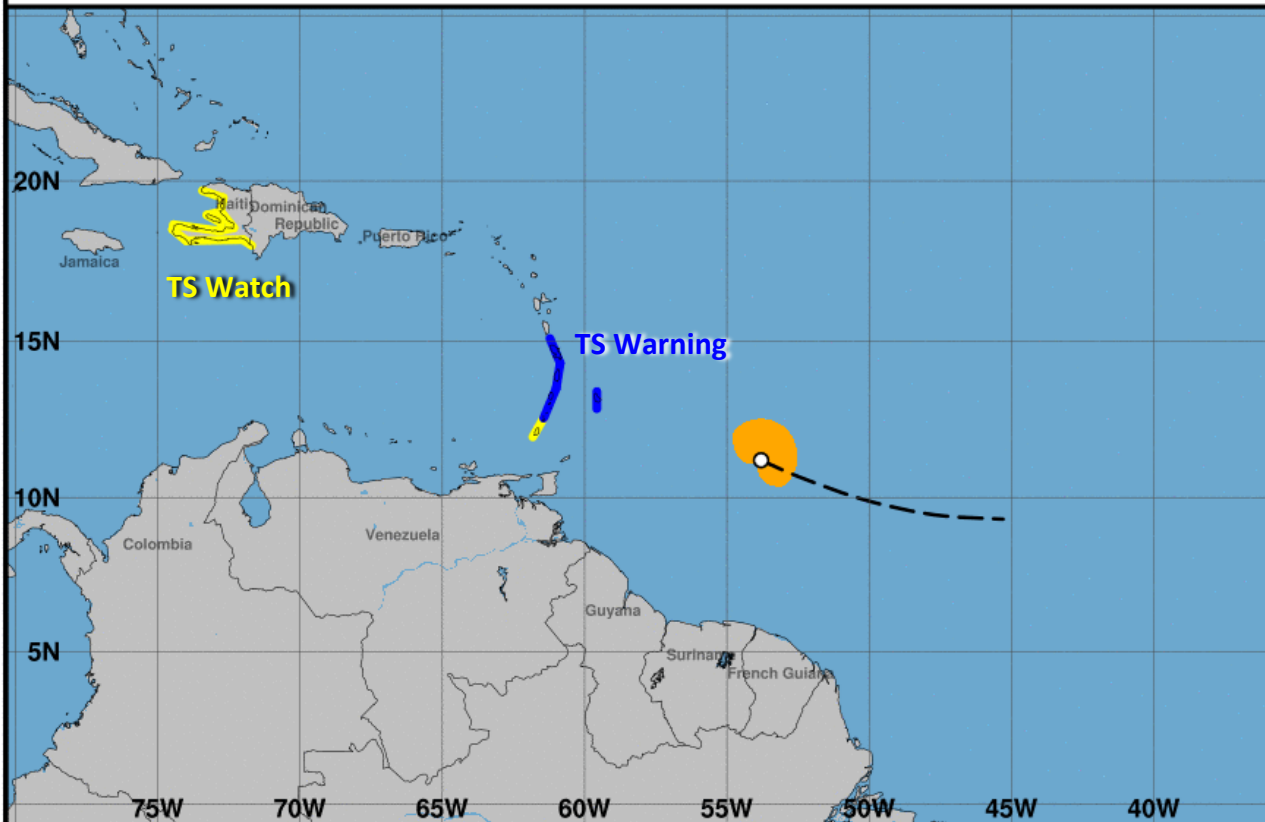 20N
Haiti
Dominican
Republic
Puerto Rico
Jamaica
TS Watch
15N
TS Warning
10N
Venezuela
Colombia
Guyana
5N
Suriname
French Guiana
75W
70W
65W
60W
55W
50W
45W
40W